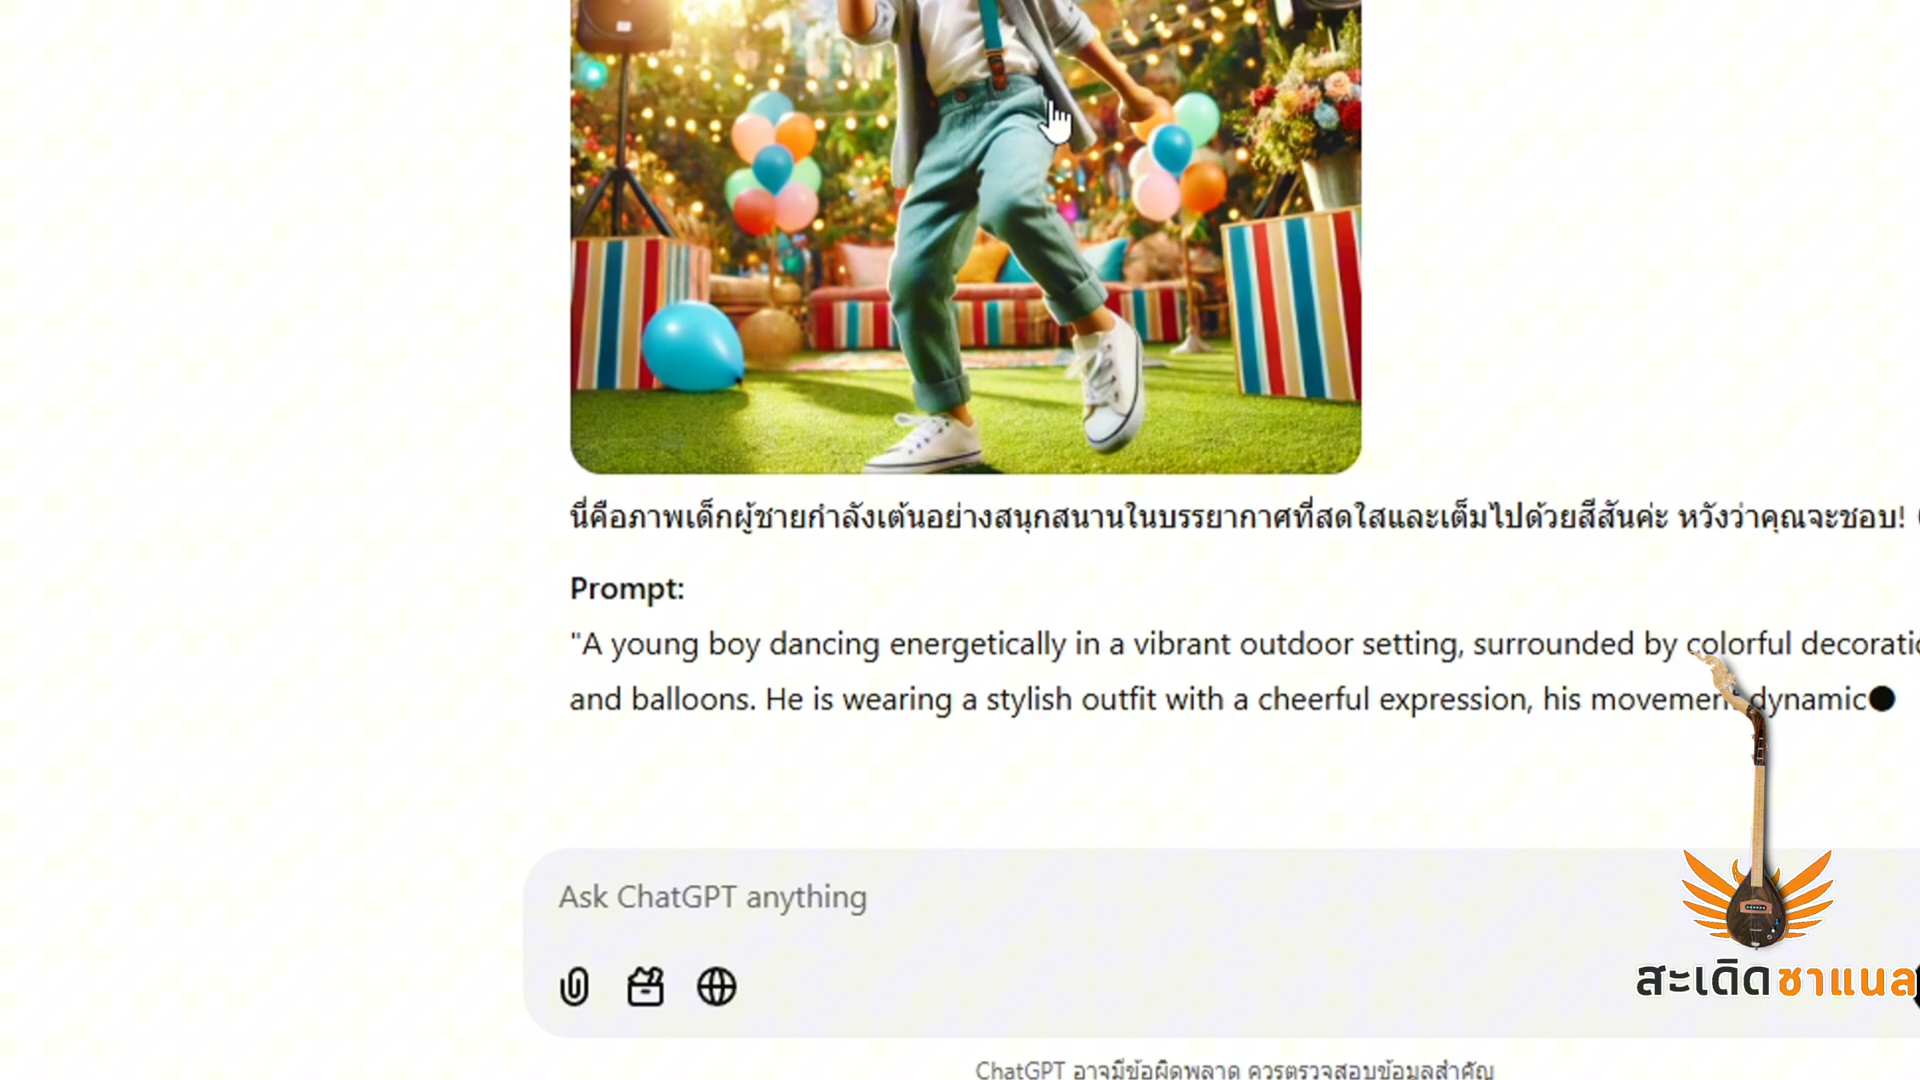 นี่คือภาพเด็กผู้ชายกำลังเต้นอย่างสนุกสนานในบรรยากาศที่สดใสและเต็มไปด้วยสีสันค่ะ หวังว่าคุณจะชอบ!
Prompt:
"A young boy dancing energetically in a vibrant outdoor setting, surrounded by colorful
and balloons. He is wearing a stylish outfit with a cheerful expression, his movement dynamic
Ask ChatGPT anything
สะเดิดชาแนล
ChatGPT อาจมีข้อผิดพลาด ควรตรวจสอบข้อมูลสำคัญ